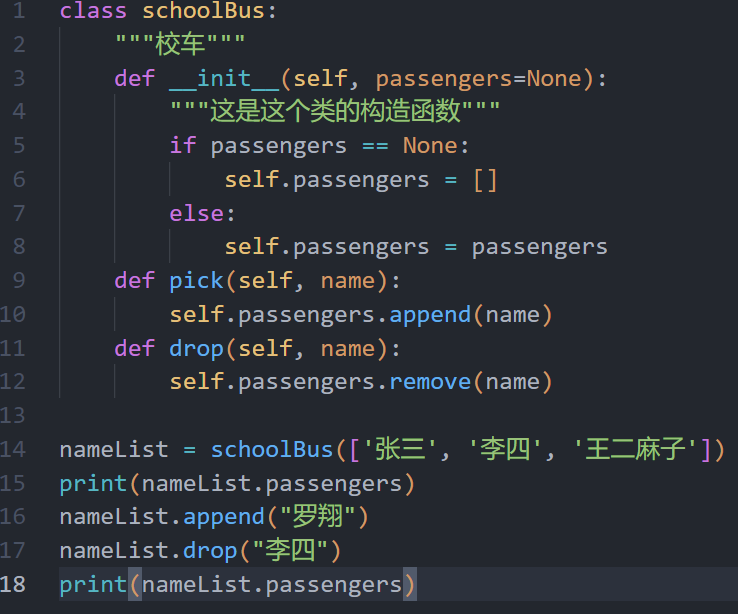 1 class schoolBus:
2     """校车"""
3     def __init__(self, passengers=None):
4         """这是这个类的构造函数"""
5         if passengers == None:
6             self.passengers = []
7         else:
8             self.passengers = passengers
9     def pick(self, name):
10         self.passengers.append(name)
11     def drop(self, name):
12         self.passengers.remove(name)
13
14 nameList = schoolBus(['张三', '李四', '王二麻子'])
15 print(nameList.passengers)
16 nameList.append("罗翔")
17 nameList.drop("李四")
18 print(nameList.passengers)